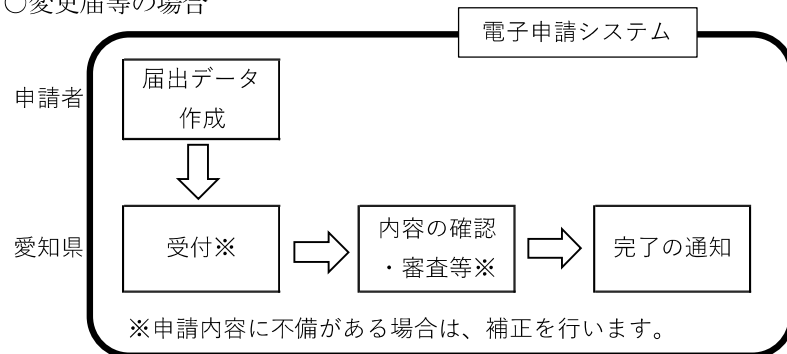 ○変更届等の場合
電子申請システム
申請者
届出データ
作成
愛知県
受付※
内容の確認
・審査等※
完了の通知
※申請内容に不備がある場合は、補正を行います。